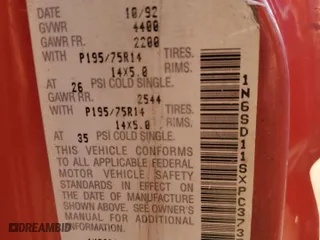 DATE 10/92
GVWR 4400
GAWR FR. 2200
WITH P195/75R14 TIRES.
14X5.0 RIMS.
AT 26 PSI COLD SINGLE.
GAWR RR. 2544
WITH P195/75R14 TIRES.
14X5.0 RIMS.
AT 35 PSI COLD SINGLE.
THIS VEHICLE CONFORMS
TO ALL APPLICABLE FEDERAL
MOTOR VEHICLE SAFETY
STANDARDS IN EFFECT ON THE
DATE OF MANUFACTURE
SHOWN ABOVE. SEE OWNER'S
MANUAL FOR ADDITIONAL
INFORMATION.
1N6SD11SXPC373
DREAMBID